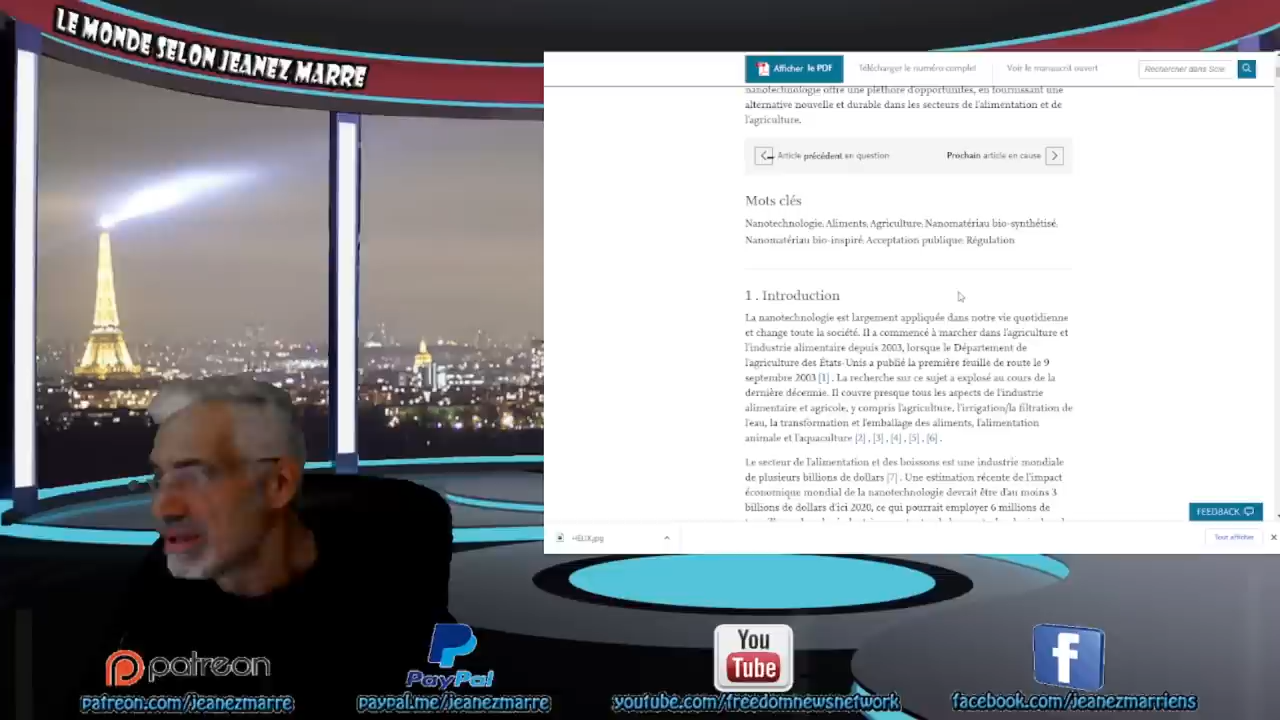 LE MONDE SELON JEANEZ MARRE
Afficher le PDF
Télécharger le numéro complet
Voir le manuscrit ouvert
Rechercher dans Scie
nanotechnologie offre une pléthore d'opportunités, en fournissant une
alternative nouvelle et durable dans les secteurs de l'alimentation et de
l'agriculture.
Article précédent en question
Prochain article en cause
Mots clés
Nanotechnologie Aliments Agriculture Nanomatériau bio-synthétisé
Nanomatériau bio-inspiré Acceptation publique Régulation
1 . Introduction
La nanotechnologie est largement appliquée dans notre vie quotidienne
et change toute la société. Il a commencé à marcher dans l'agriculture et
l'industrie alimentaire depuis 2003, lorsque le Département de
l'agriculture des États-Unis a publié la première feuille de route le 9
septembre 2003 [1] . La recherche sur ce sujet a explosé au cours de la
dernière décennie. Il couvre presque tous les aspects de l'industrie
alimentaire et agricole, y compris l'agriculture, l'irrigation/la filtration de
l'eau, la transformation et l'emballage des aliments, l'alimentation
animale et l'aquaculture [2] , [3] , [4] , [5] , [6] .
Le secteur de l'alimentation et des boissons est une industrie mondiale
de plusieurs billions de dollars [7] . Une estimation récente de l'impact
économique mondial de la nanotechnologie devrait être d'au moins 3
billions de dollars d'ici 2020, ce qui pourrait employer 6 millions de
FEEDBACK
HELIX.jpg
Tout afficher
patreon
PayPal
You
Tube
f
patreon.com/jeanezmarre
paypal.me/jeanezmarre
youtube.com/freedomnewsnetwork
facebook.com/jeanezmarriens